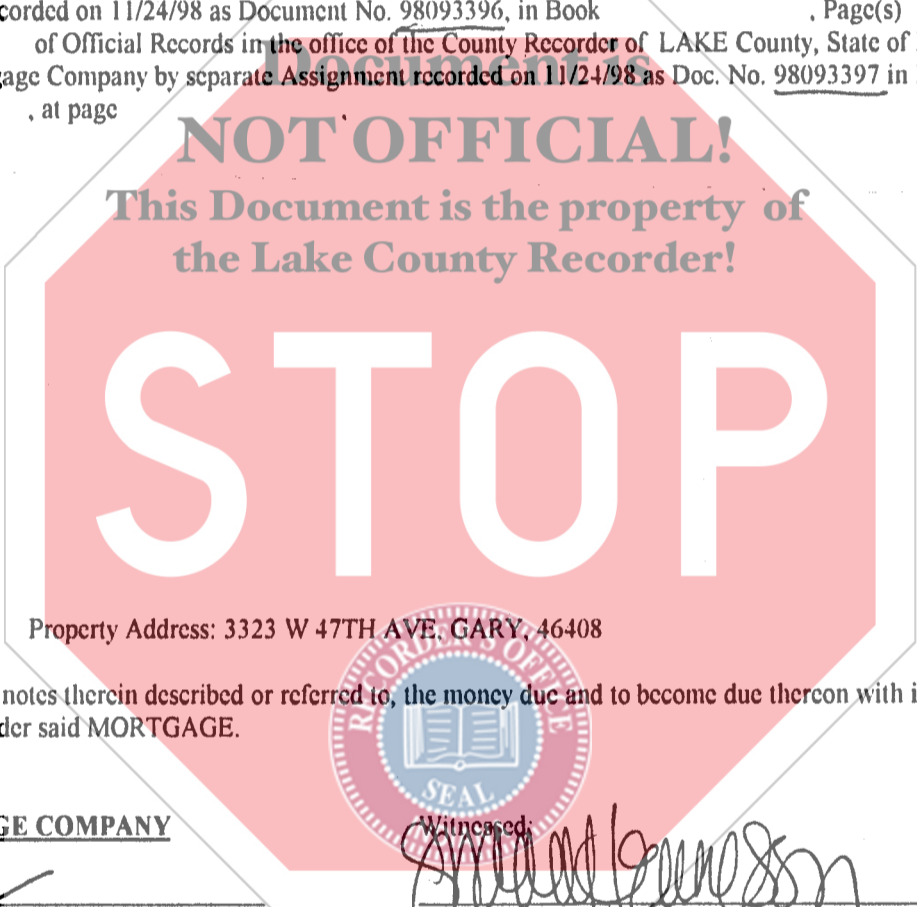 corded on 11/24/98 as Document No. 98093396, in Book , Page(s)
of Official Records in the office of the County Recorder of LAKE County, State of
gage Company by separate Assignment recorded on 11/24/98 as Doc. No. 98093397 in
, at page
Document is
NOT OFFICIAL!
This Document is the property of
the Lake County Recorder!
STOP
Property Address: 3323 W 47TH AVE, GARY, 46408
notes therein described or referred to, the money due and to become due thereon with i
der said MORTGAGE.
RECORDER'S OFFICE
SEAL
GE COMPANY
Witnessed: